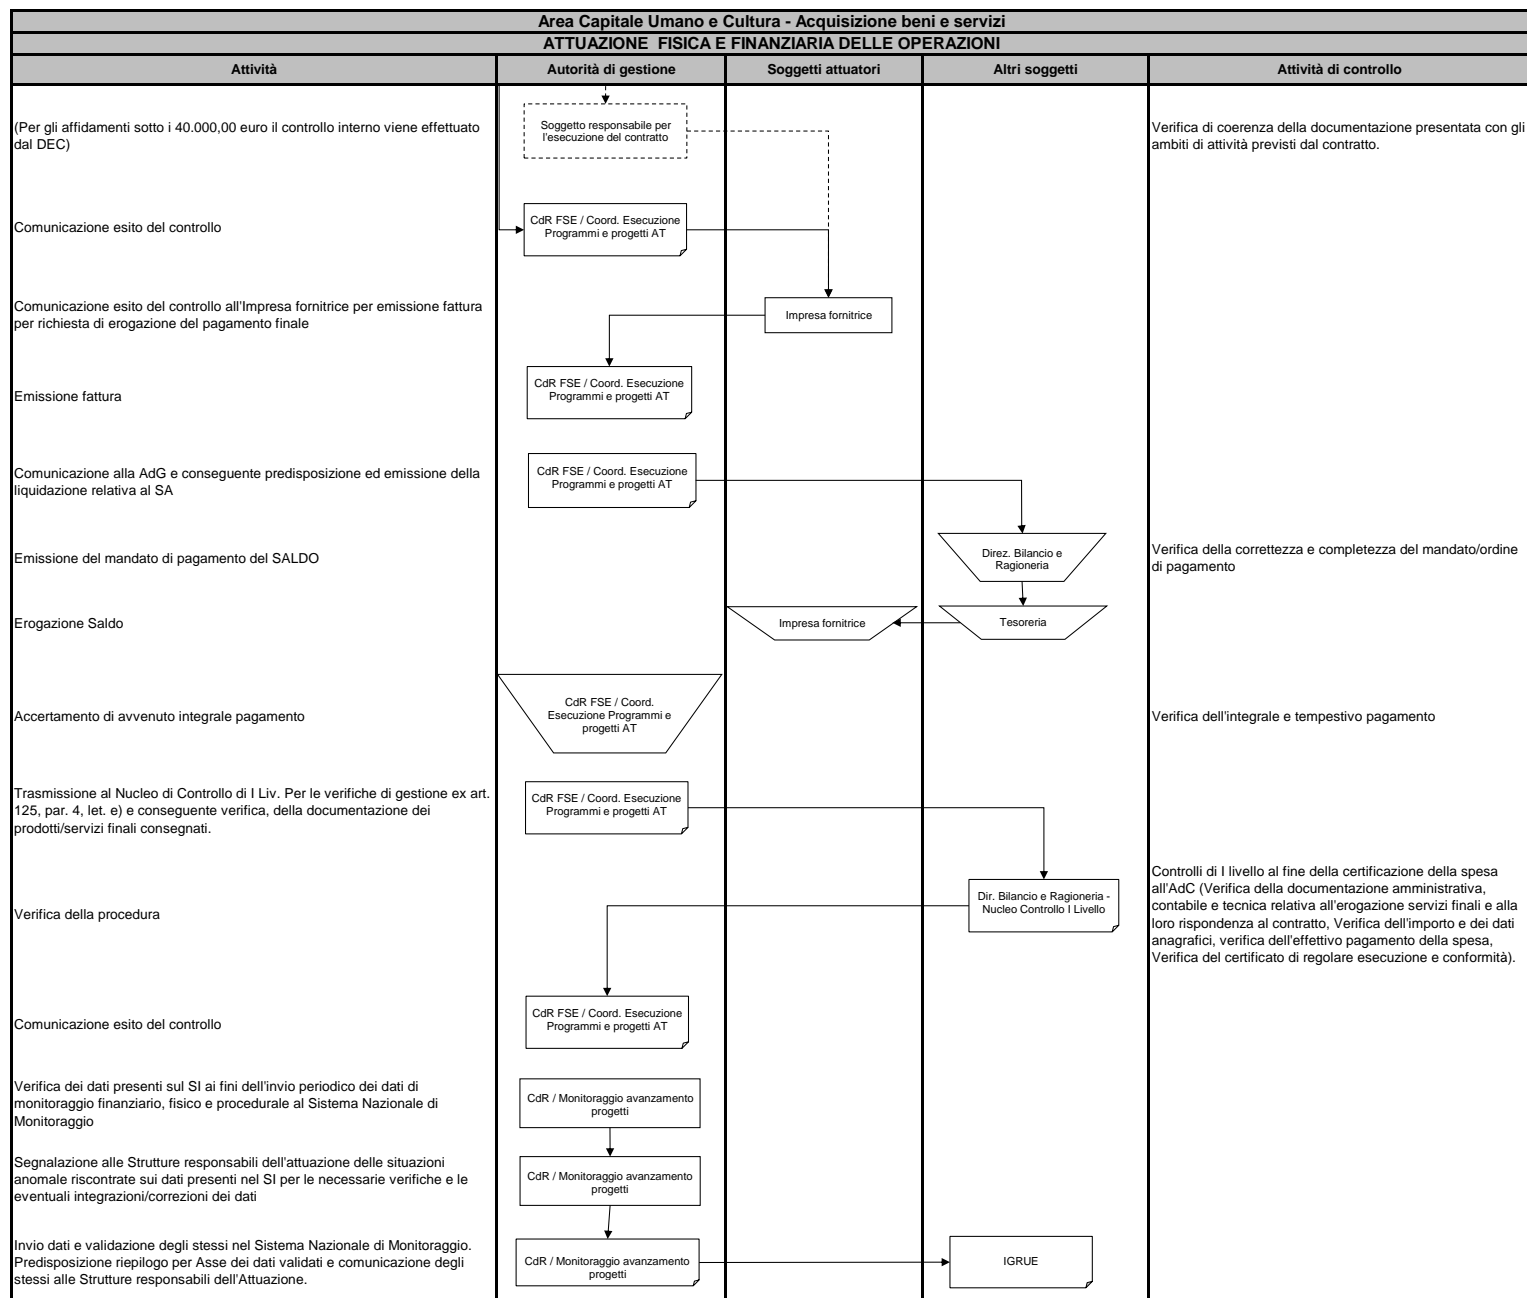 Area Capitale Umano e Cultura - Acquisizione beni e servizi
ATTUAZIONE FISICA E FINANZIARIA DELLE OPERAZIONI
Attività
Autorità di gestione
Soggetti attuatori
Altri soggetti
Attività di controllo
(Per gli affidamenti sotto i 40.000,00 euro il controllo interno viene effettuato
dal DEC)
Soggetto responsabile per
l'esecuzione del contratto
Verifica di coerenza della documentazione presentata con gli
ambiti di attività previsti dal contratto.
Comunicazione esito del controllo
CdR FSE / Coord. Esecuzione
Programmi e progetti AT
Comunicazione esito del controllo all'Impresa fornitrice per emissione fattura
per richiesta di erogazione del pagamento finale
Impresa fornitrice
Emissione fattura
CdR FSE / Coord. Esecuzione
Programmi e progetti AT
Comunicazione alla AdG e conseguente predisposizione ed emissione della
liquidazione relativa al SA
CdR FSE / Coord. Esecuzione
Programmi e progetti AT
Emissione del mandato di pagamento del SALDO
Direz. Bilancio e
Ragioneria
Verifica della correttezza e completezza del mandato/ordine
di pagamento
Erogazione Saldo
Impresa fornitrice
Tesoreria
Accertamento di avvenuto integrale pagamento
CdR FSE / Coord.
Esecuzione Programmi e
progetti AT
Verifica dell'integrale e tempestivo pagamento
Trasmissione al Nucleo di Controllo di I Liv. Per le verifiche di gestione ex art.
125, par. 4, let. e) e conseguente verifica, della documentazione dei
prodotti/servizi finali consegnati.
CdR FSE / Coord. Esecuzione
Programmi e progetti AT
Verifica della procedura
Dir. Bilancio e Ragioneria -
Nucleo Controllo I Livello
Controlli di I livello al fine della certificazione della spesa
all'AdC (Verifica della documentazione amministrativa,
contabile e tecnica relativa all'erogazione servizi finali e alla
loro rispondenza al contratto, Verifica dell'importo e dei dati
anagrafici, verifica dell'effettivo pagamento della spesa,
Verifica del certificato di regolare esecuzione e conformità).
Comunicazione esito del controllo
CdR FSE / Coord. Esecuzione
Programmi e progetti AT
Verifica dei dati presenti sul SI ai fini dell'invio periodico dei dati di
monitoraggio finanziario, fisico e procedurale al Sistema Nazionale di
Monitoraggio
CdR / Monitoraggio avanzamento
progetti
Segnalazione alle Strutture responsabili dell'attuazione delle situazioni
anomale riscontrate sui dati presenti nel SI per le necessarie verifiche e le
eventuali integrazioni/correzioni dei dati
CdR / Monitoraggio avanzamento
progetti
Invio dati e validazione degli stessi nel Sistema Nazionale di Monitoraggio.
Predisposizione riepilogo per Asse dei dati validati e comunicazione degli
stessi alle Strutture responsabili dell'Attuazione.
CdR / Monitoraggio avanzamento
progetti
IGRUE